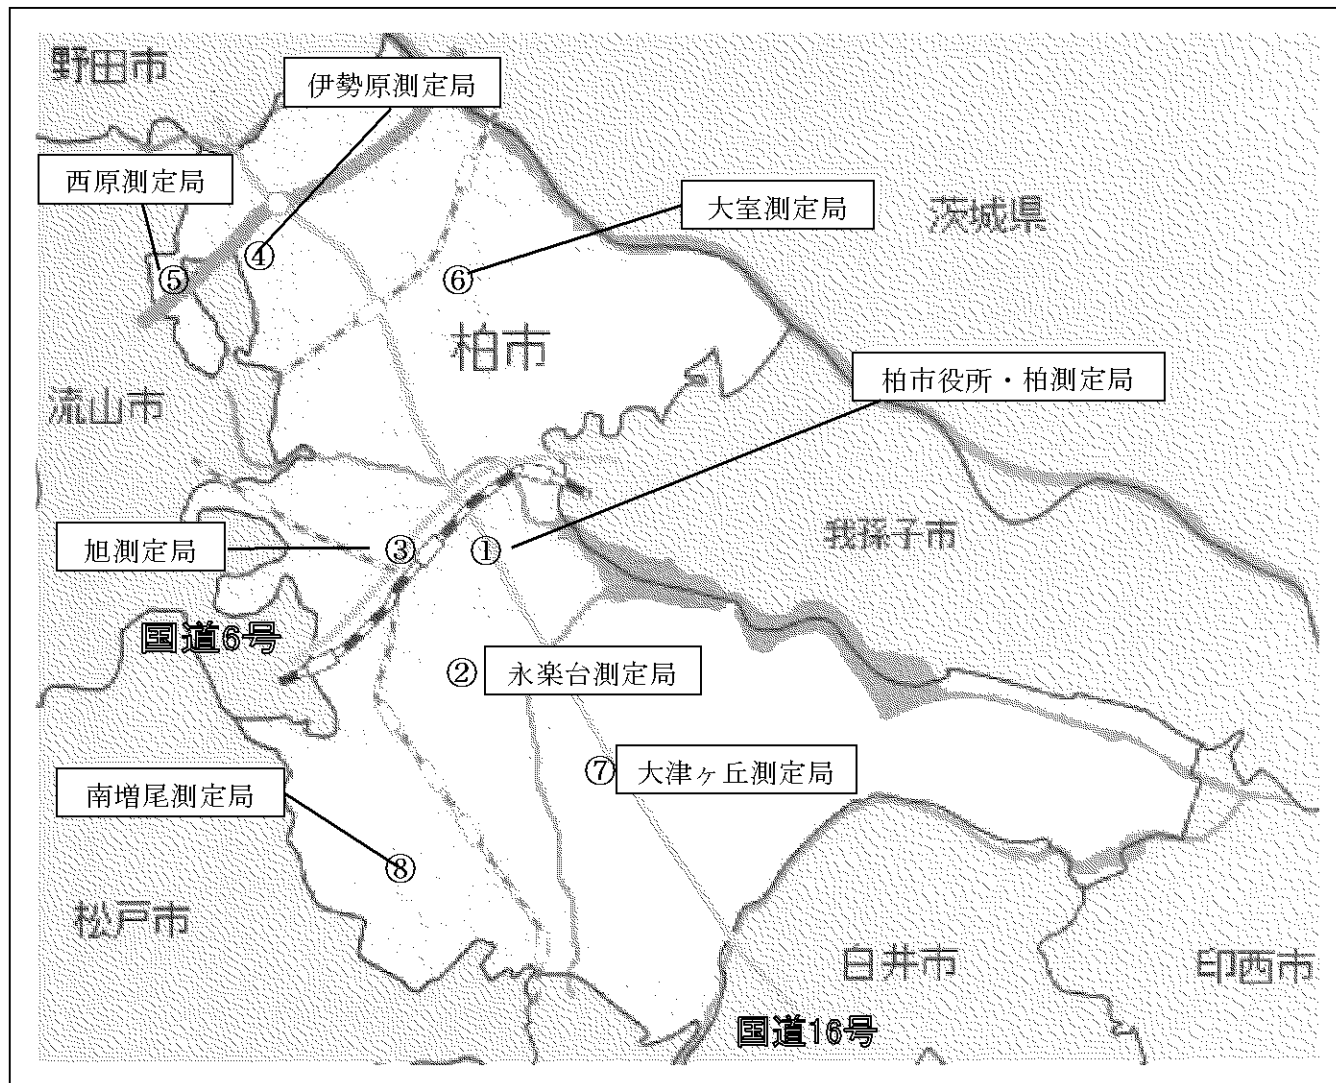 野田市
伊勢原測定局
西原測定局
大室測定局
茨城県
④
⑤
⑥
柏市
柏市役所・柏測定局
流山市
旭測定局
③
①
我孫子市
国道6号
②
永楽台測定局
⑦
大津ヶ丘測定局
南増尾測定局
⑧
松戸市
白井市
印西市
国道16号